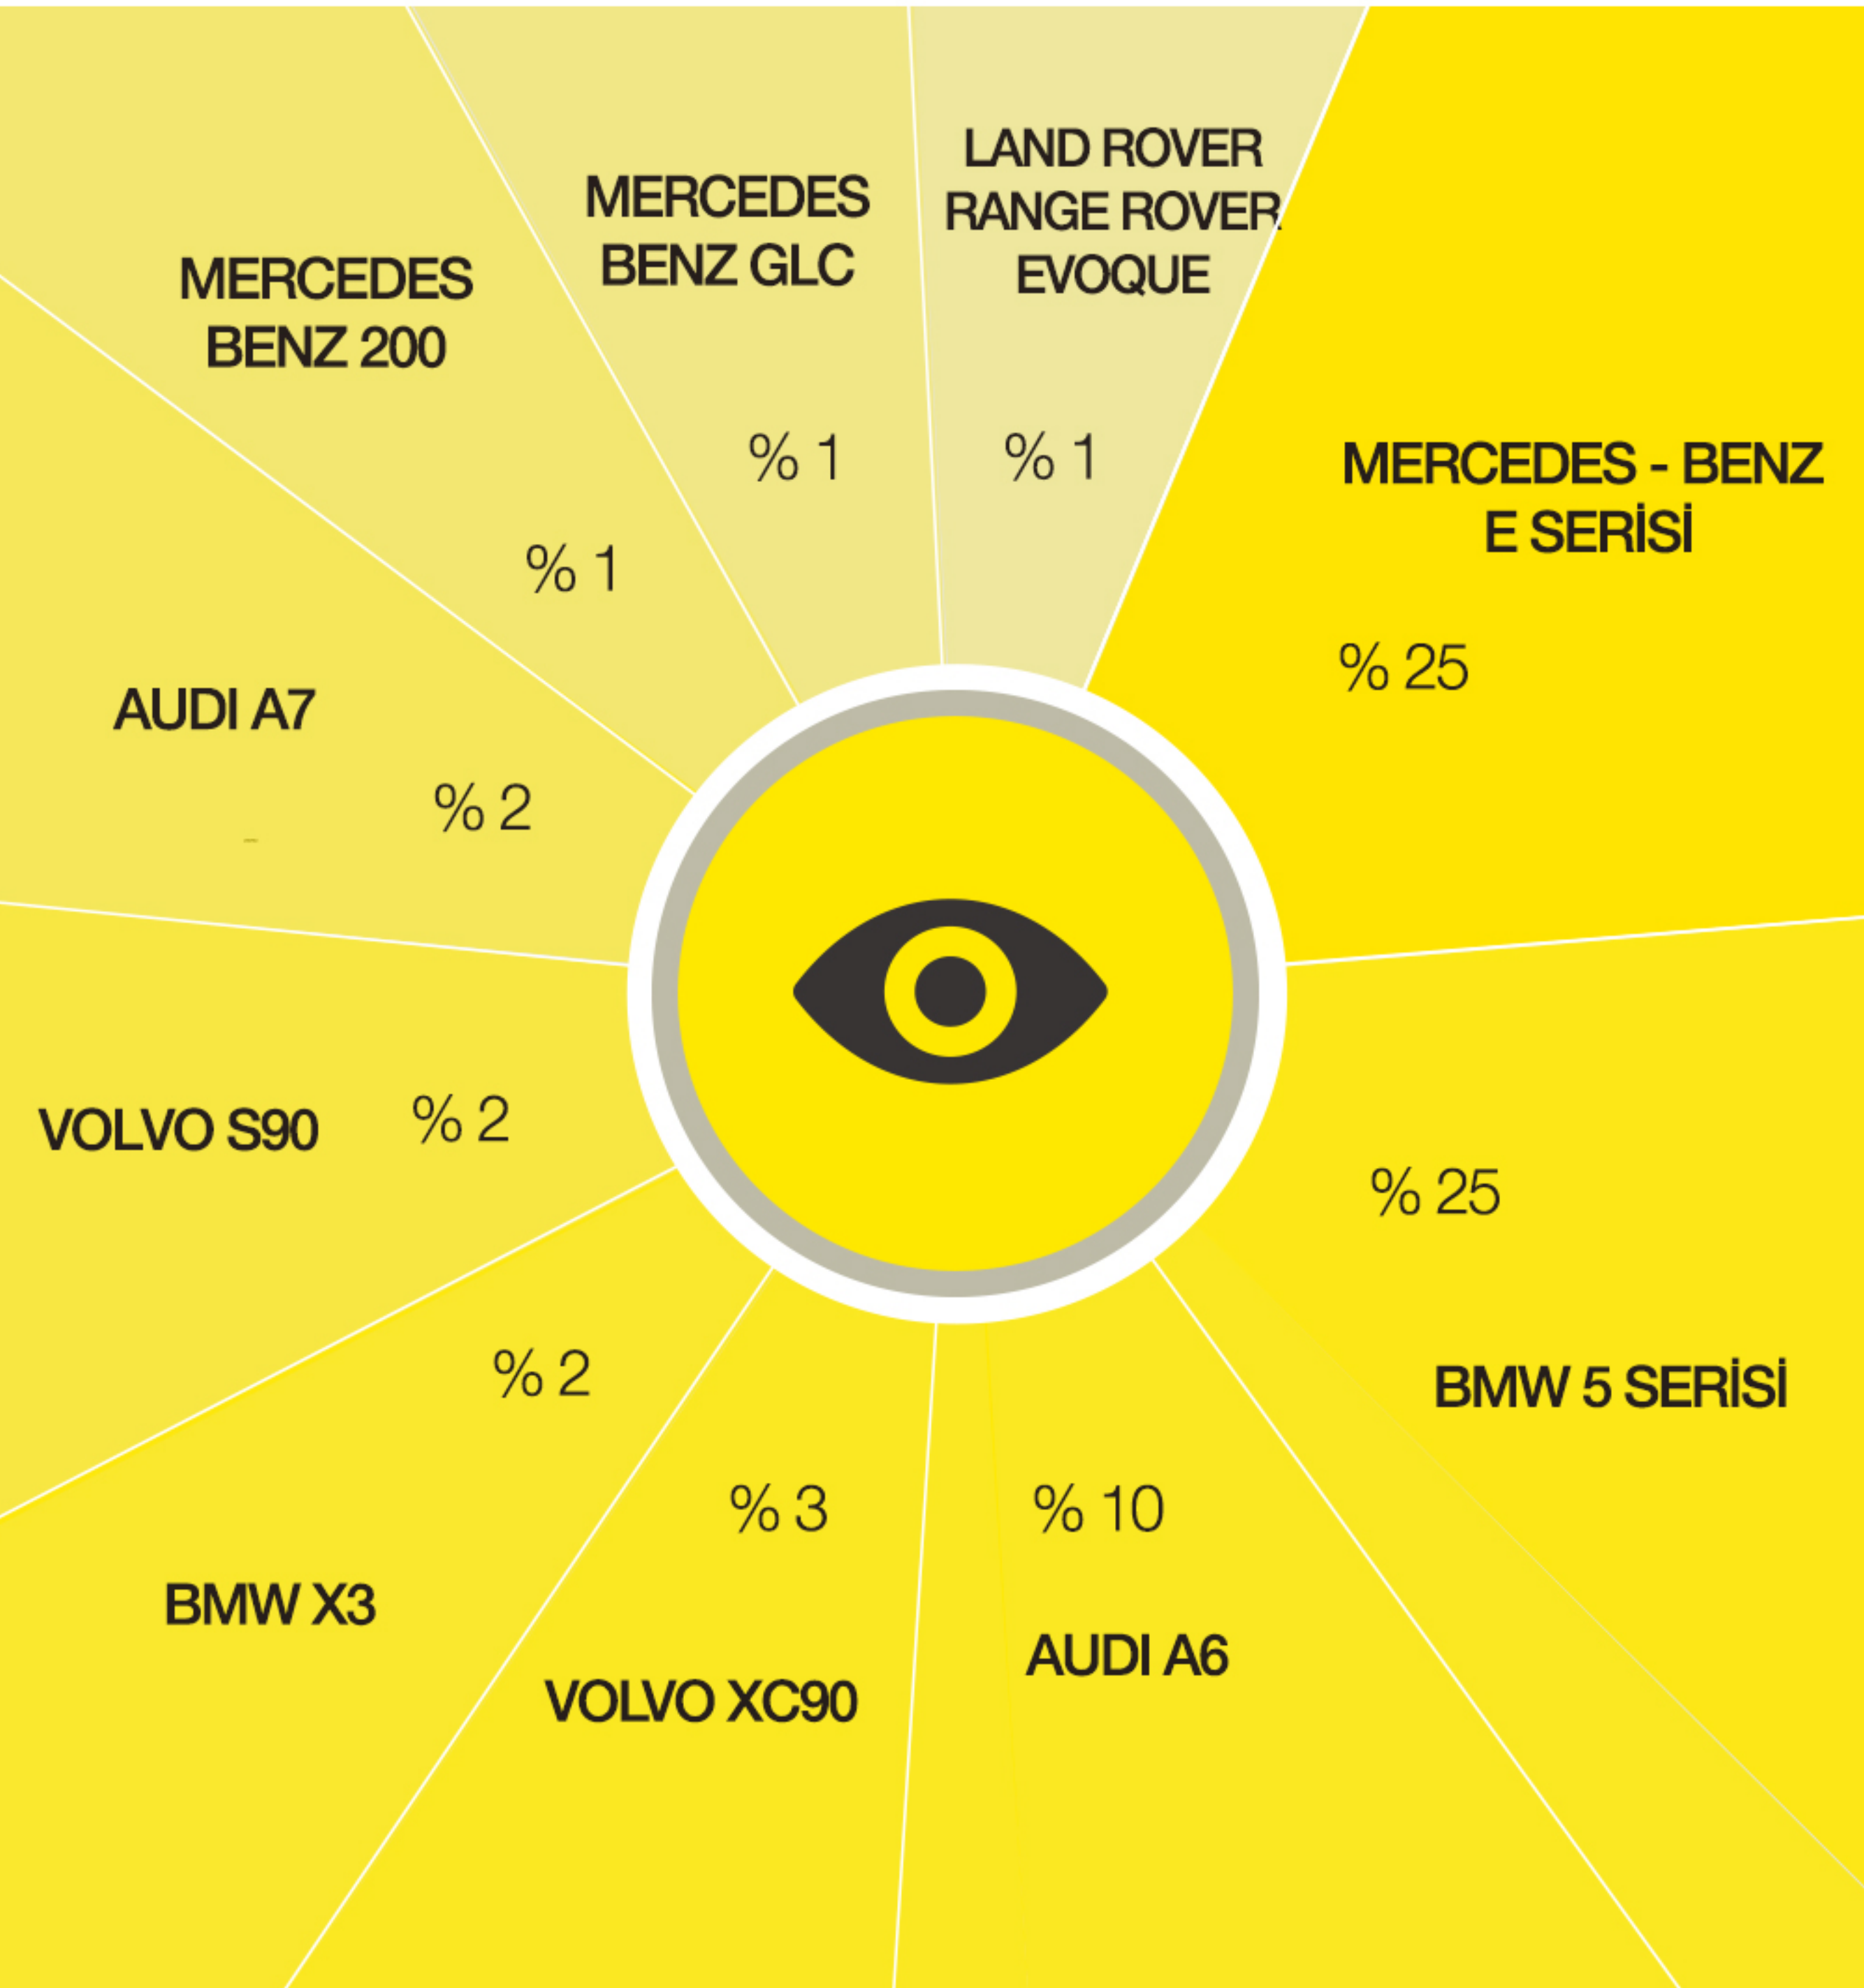 LAND ROVER
RANGE ROVER
EVOQUE
% 1
MERCEDES - BENZ
E SERİSİ
% 25
% 25
BMW 5 SERİSİ
% 10
AUDI A6
% 3
VOLVO XC90
% 2
BMW X3
VOLVO S90 % 2
AUDI A7
% 2
MERCEDES
BENZ 200
% 1
MERCEDES
BENZ GLC
% 1